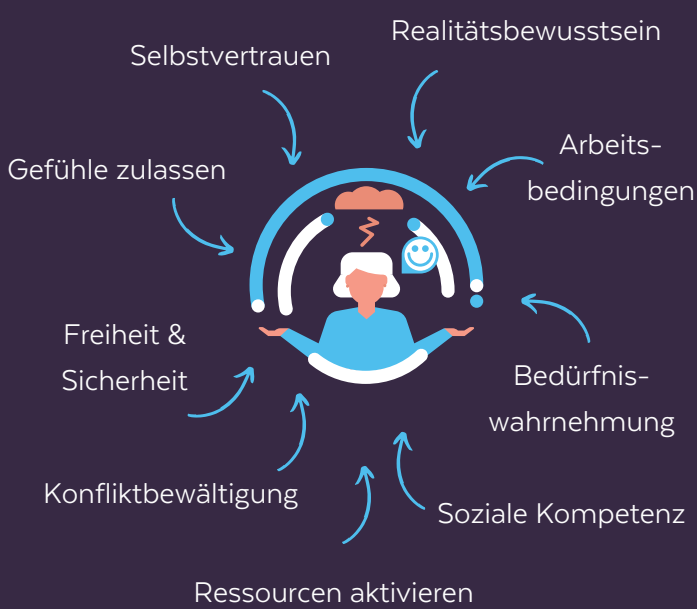 Realitätsbewusstsein
Selbstvertrauen
Arbeits-
bedingungen
Gefühle zulassen
Freiheit &
Sicherheit
Bedürfnis-
wahrnehmung
Konfliktbewältigung
Soziale Kompetenz
Ressourcen aktivieren